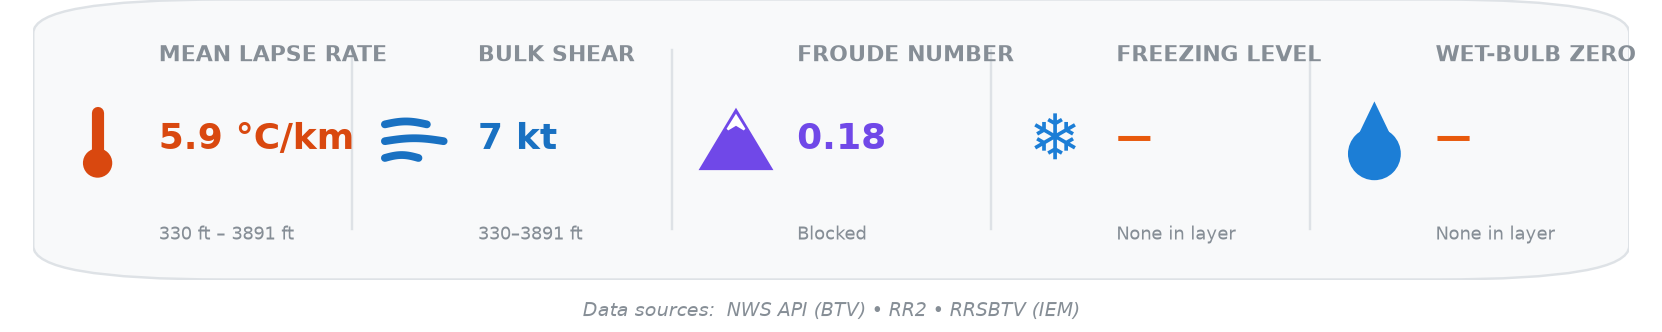 MEAN LAPSE RATE
5.9 °C/km
330 ft – 3891 ft
BULK SHEAR
7 kt
330–3891 ft
FROUDE NUMBER
0.18
Blocked
FREEZING LEVEL
—
None in layer
WET-BULB ZERO
—
None in layer
Data sources:  NWS API (BTV) • RR2 • RRSBTV (IEM)